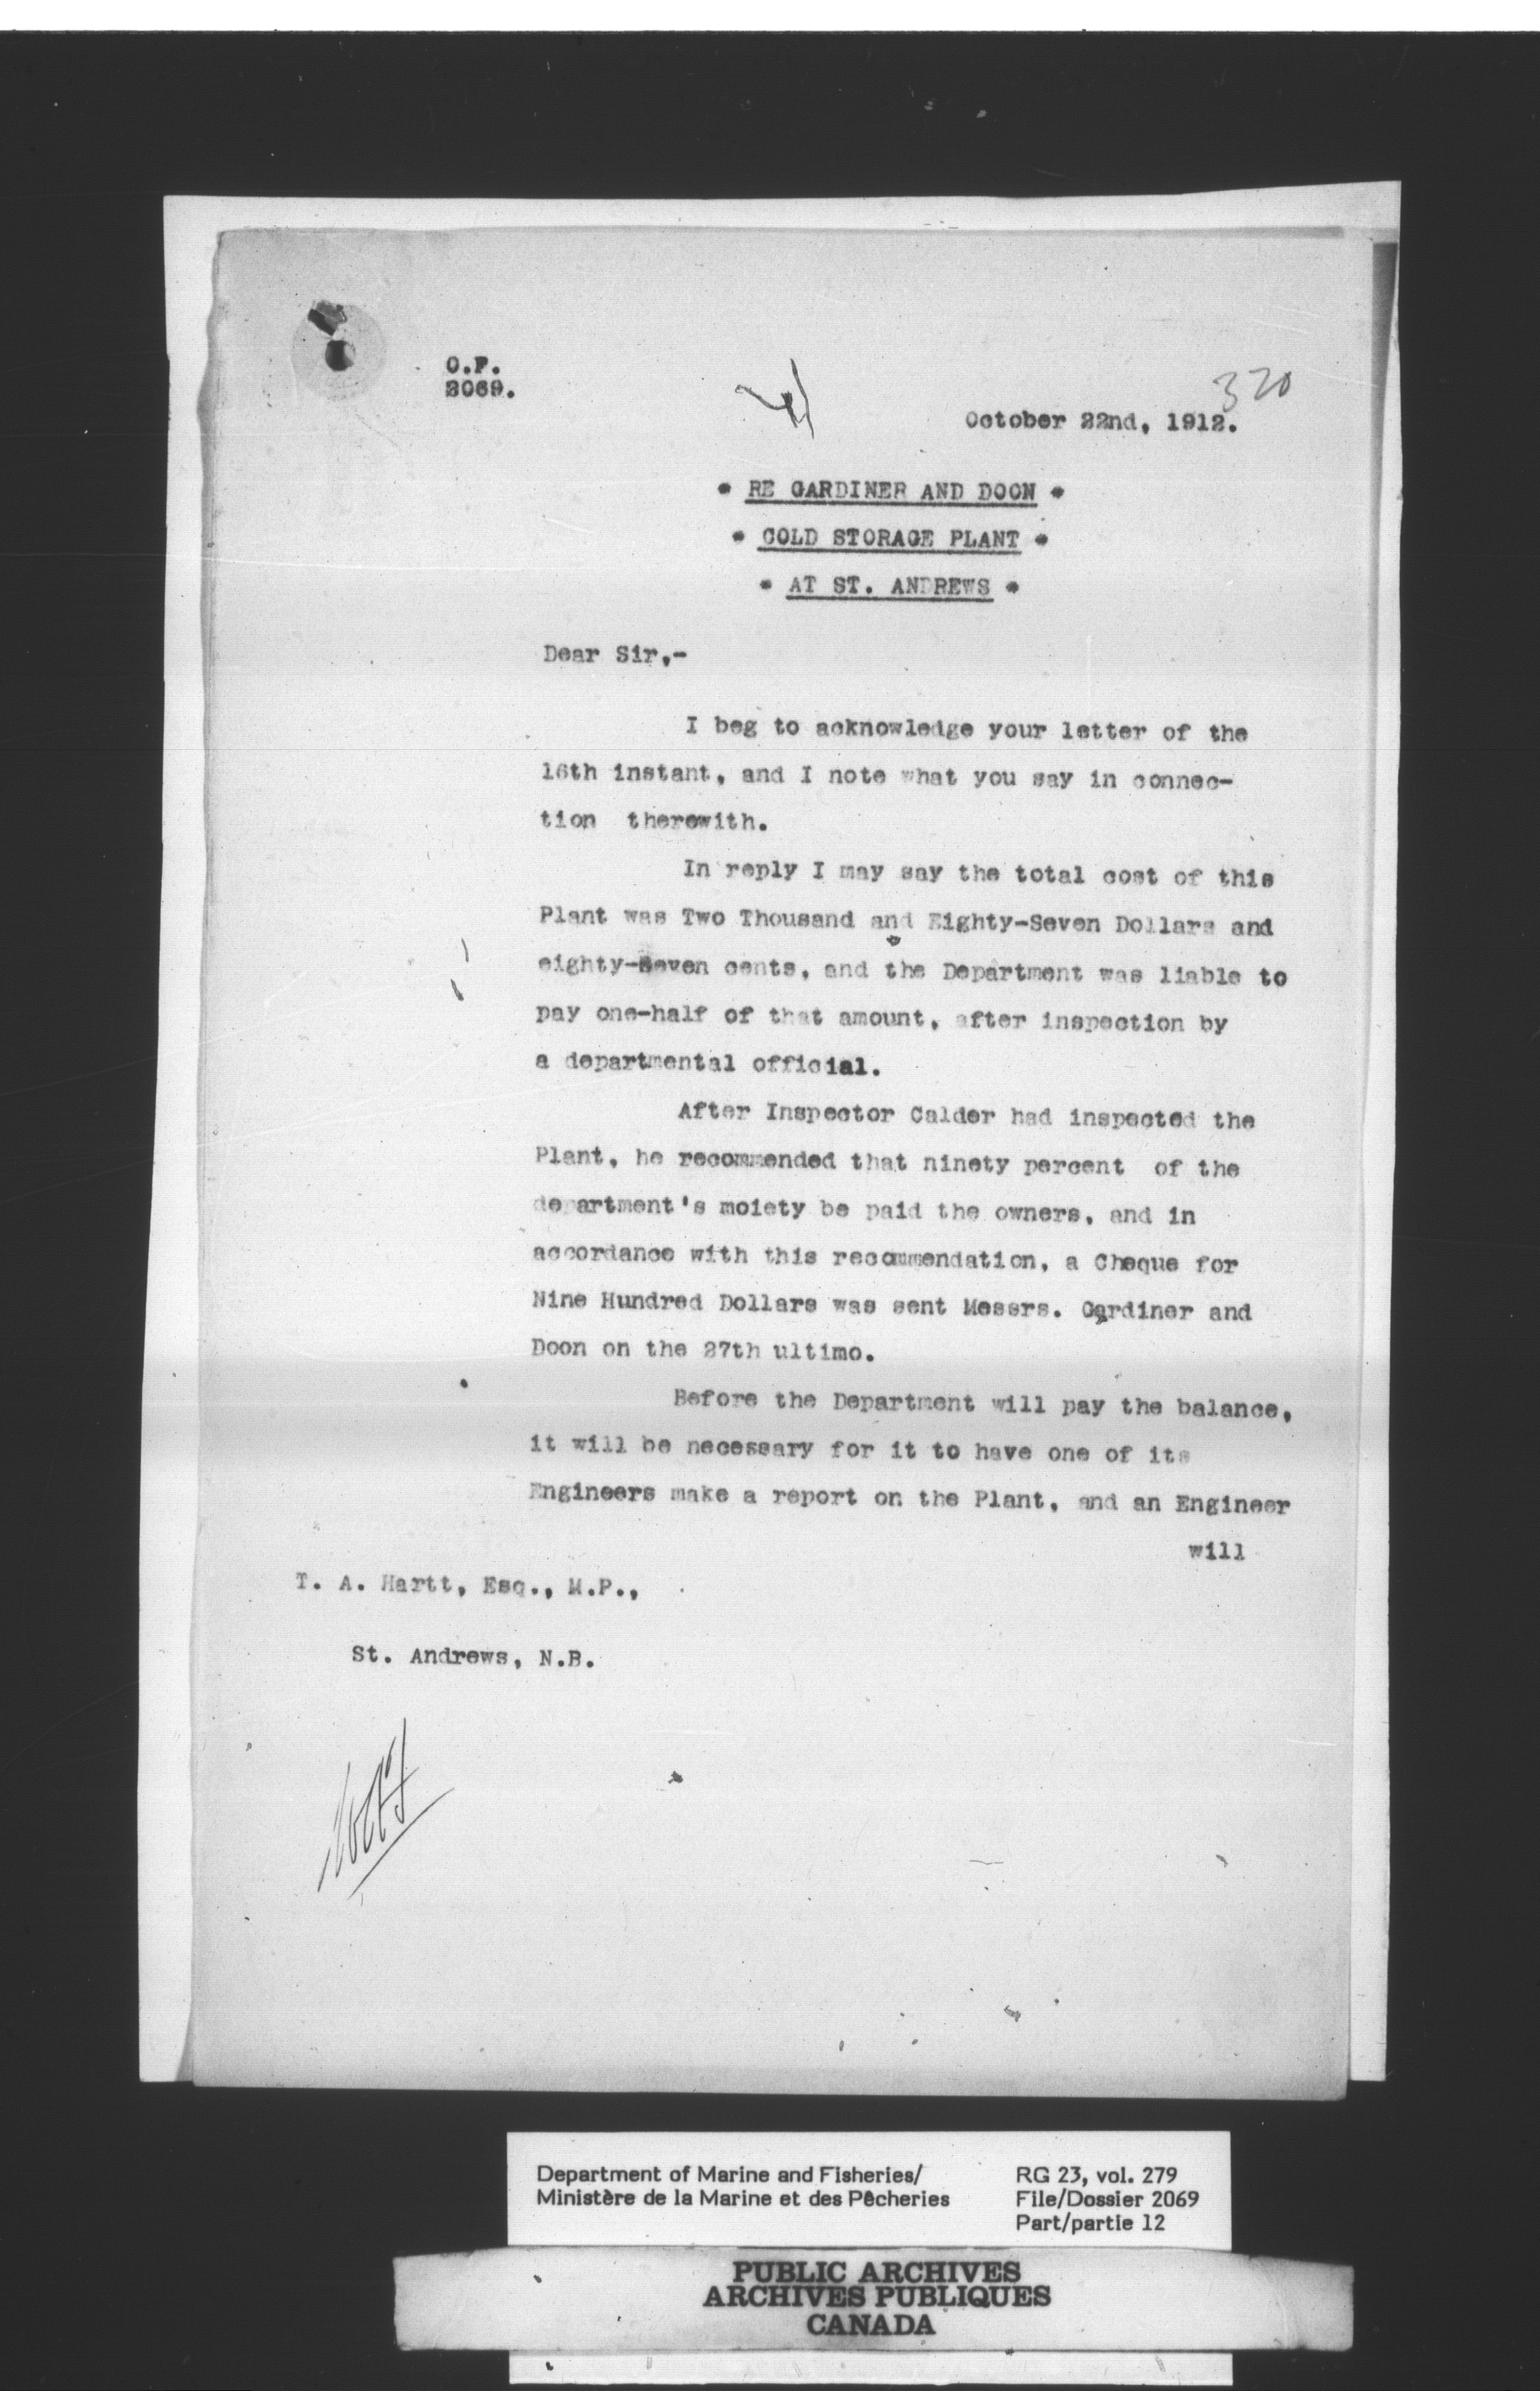 O.F.
2069.
320
October 22nd, 1912.
* RE GARDINER AND DOON *
* COLD STORAGE PLANT *
* AT ST. ANDREWS *
Dear Sir,-
I beg to acknowledge your letter of the
16th instant, and I note what you say in connec-
tion therewith.
In reply I may say the total cost of this
Plant was Two Thousand and Eighty-Seven Dollars and
eighty-seven cents, and the Department was liable to
pay one-half of that amount, after inspection by
a departmental official.
After Inspector Calder had inspected the
Plant, he recommended that ninety percent of the
department's moiety be paid the owners, and in
accordance with this recommendation, a Cheque for
Nine Hundred Dollars was sent Messrs. Gardiner and
Doon on the 27th ultimo.
Before the Department will pay the balance,
it will be necessary for it to have one of its
Engineers make a report on the Plant, and an Engineer
will
T. A. Hartt, Esq., M.P.,
St. Andrews, N.B.
Department of Marine and Fisheries/
Ministère de la Marine et des Pêcheries
RG 23, vol. 279
File/Dossier 2069
Part/partie 12
PUBLIC ARCHIVES
ARCHIVES PUBLIQUES
CANADA